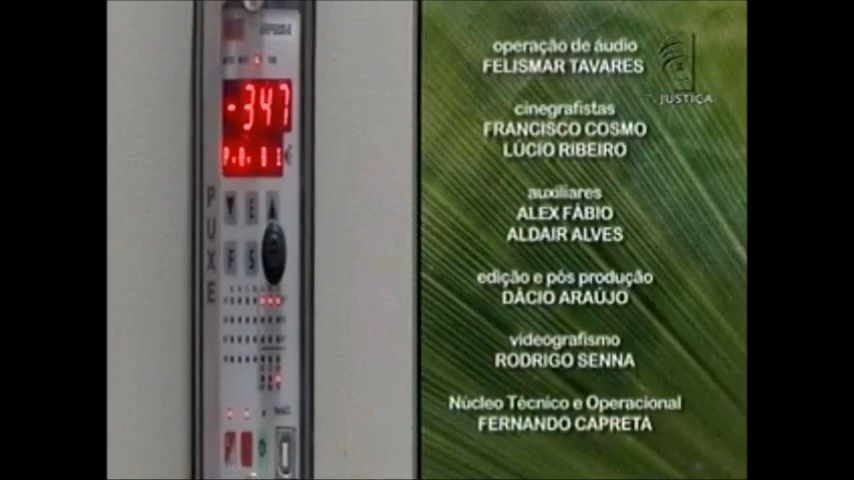 -347
PUXE
F
S
operação de áudio
FELISMAR TAVARES
TV JUSTIÇA
cinegrafistas
FRANCISCO COSMO
LÚCIO RIBEIRO
auxiliares
ALEX FÁBIO
ALDAIR ALVES
edição e pós produção
DÁCIO ARAÚJO
videografismo
RODRIGO SENNA
Núcleo Técnico e Operacional
FERNANDO CAPRETA